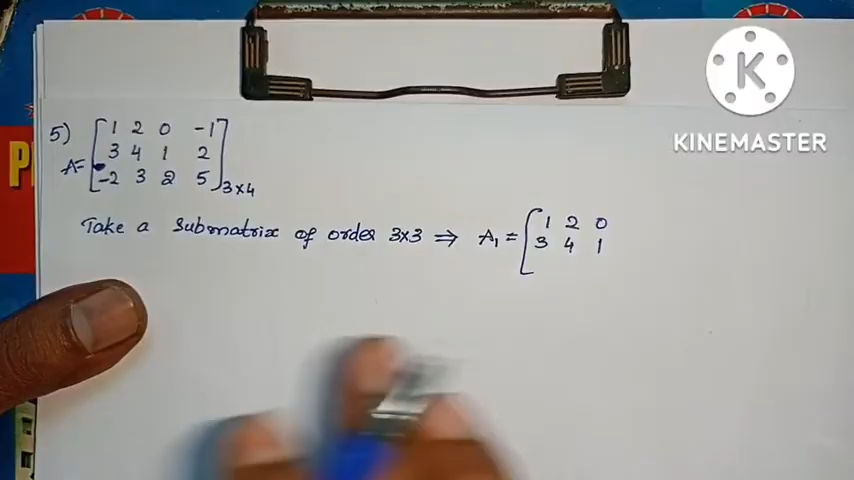 K
KINEMASTER
5) A = [ 1 2 0 -1
3 4 1 2
-2 3 2 5 ] 3x4
Take a Submatrix of order 3x3 ⇒ A1 = [ 1 2 0
3 4 1